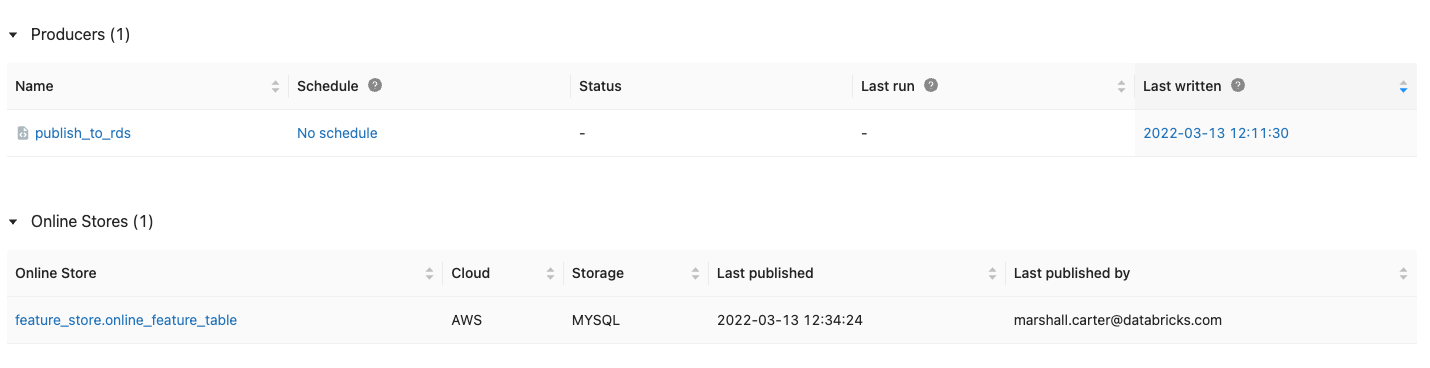 Producers (1)
Name Schedule ? Status Last run ? Last written ?
publish_to_rds No schedule - - 2022-03-13 12:11:30
Online Stores (1)
Online Store Cloud Storage Last published Last published by
feature_store.online_feature_table AWS MYSQL 2022-03-13 12:34:24 marshall.carter@databricks.com